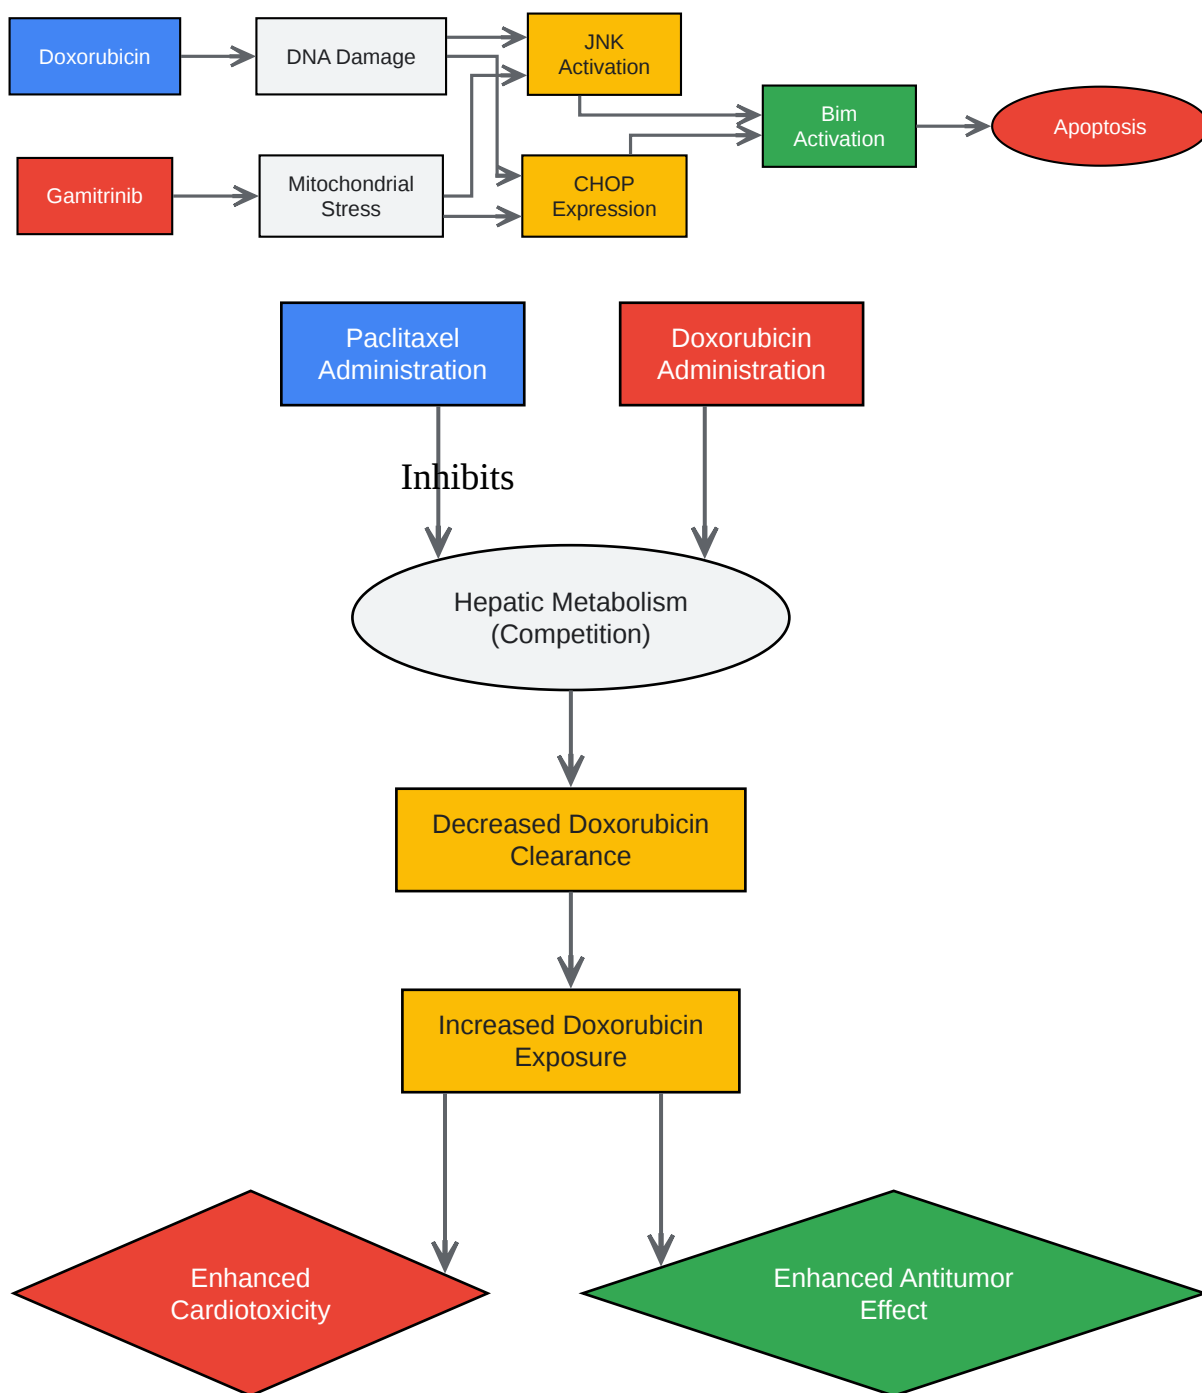 Doxorubicin
DNA Damage
JNK
Activation
Bim
Activation
Apoptosis
Gamitrinib
Mitochondrial
Stress
CHOP
Expression
Paclitaxel
Administration
Doxorubicin
Administration
Inhibits
Hepatic Metabolism
(Competition)
Decreased Doxorubicin
Clearance
Increased Doxorubicin
Exposure
Enhanced
Cardiotoxicity
Enhanced Antitumor
Effect